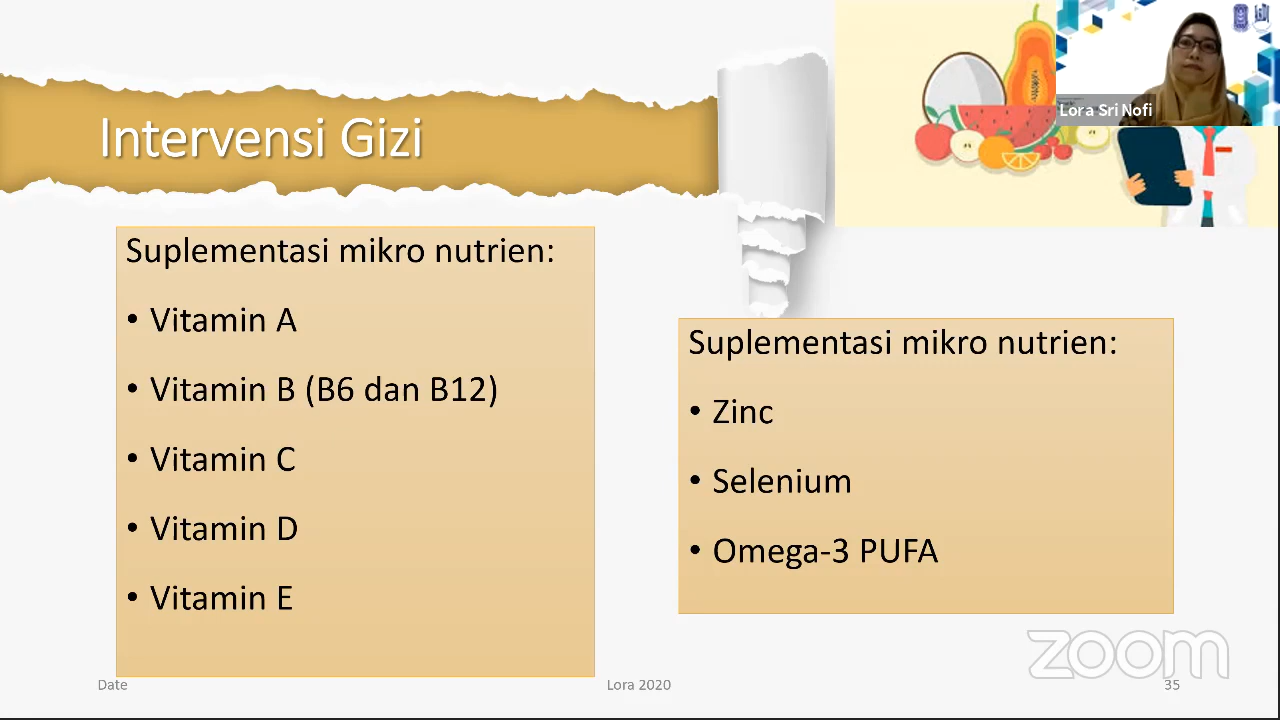 Intervensi Gizi
Lora Sri Nofi
Suplementasi mikro nutrien:
• Vitamin A
• Vitamin B (B6 dan B12)
• Vitamin C
• Vitamin D
• Vitamin E
Suplementasi mikro nutrien:
• Zinc
• Selenium
• Omega-3 PUFA
zoom
Date
Lora 2020
35